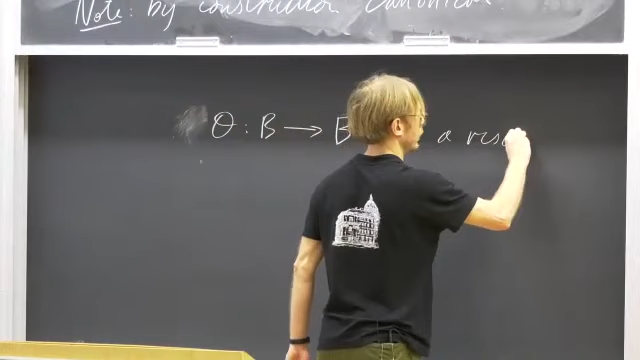 Note: by construction canonical
Θ: B → B a res